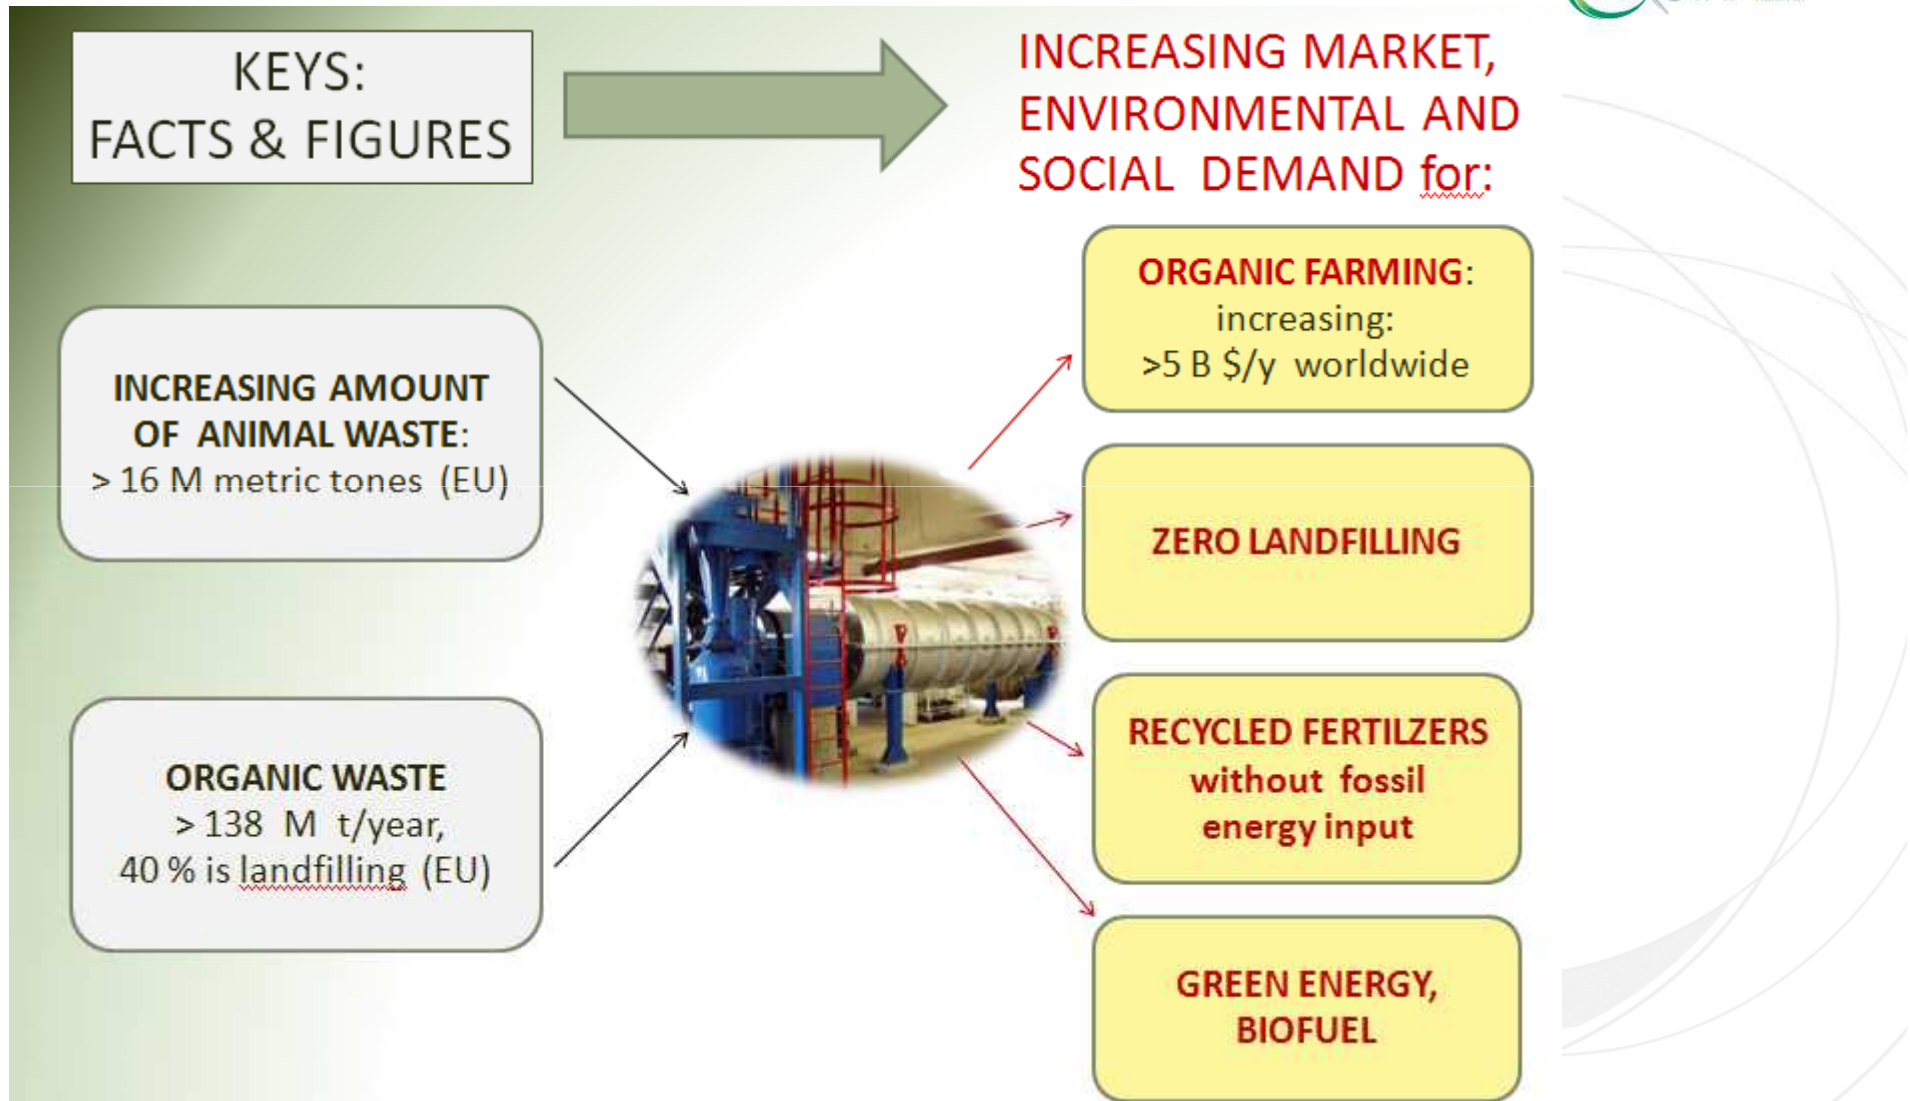 KEYS:
FACTS & FIGURES
INCREASING MARKET,
ENVIRONMENTAL AND
SOCIAL DEMAND for:
INCREASING AMOUNT
OF ANIMAL WASTE:
> 16 M metric tones (EU)
ORGANIC WASTE
> 138 M t/year,
40 % is landfilling (EU)
ORGANIC FARMING:
increasing:
>5 B $/y worldwide
ZERO LANDFILLING
RECYCLED FERTILZERS
without fossil
energy input
GREEN ENERGY,
BIOFUEL